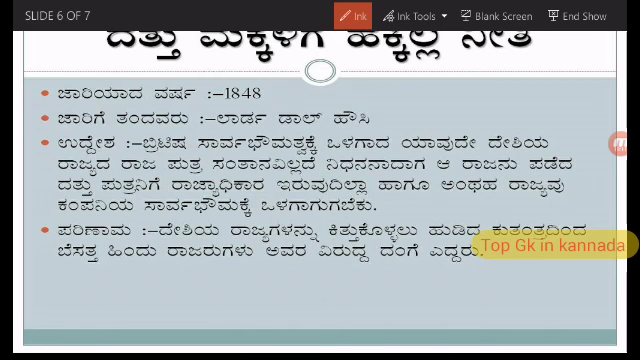 SLIDE 6 OF 7
Ink Ink Tools Blank Screen End Show
ದತ್ತು ಮಕ್ಕಳಿಗೆ ಹಕ್ಕಿಲ್ಲ ನೀತಿ
ಜಾರಿಯಾದ ವರ್ಷ :-1848
ಜಾರಿಗೆ ತಂದವರು :-ಲಾರ್ಡ ಡಾಲ್ ಹೌಸಿ
ಉದ್ದೇಶ :-ಬ್ರಿಟಿಷ ಸಾರ್ವಭೌಮತ್ವಕ್ಕೆ ಒಳಗಾದ ಯಾವುದೇ ದೇಶಿಯ
ರಾಜ್ಯದ ರಾಜ ಪುತ್ರ ಸಂತಾನವಿಲ್ಲದೆ ನಿಧನನಾದಾಗ ಆ ರಾಜನು ಪಡೆದ
ದತ್ತು ಪುತ್ರನಿಗೆ ರಾಜ್ಯಾಧಿಕಾರ ಇರುವುದಿಲ್ಲಾ ಹಾಗೂ ಅಂಥಹ ರಾಜ್ಯವು
ಕಂಪನಿಯ ಸಾರ್ವಭೌಮಕ್ಕೆ ಒಳಗಾಗುಗಬೇಕು.
ಪರಿಣಾಮ :-ದೇಶಿಯ ರಾಜ್ಯಗಳನ್ನು ಕಿತ್ತುಕೊಳ್ಳಲು ಹುಡಿದ ಕುತಂತ್ರದಿಂದ
ಬೆಸತ್ತ ಹಿಂದು ರಾಜರುಗಳು ಅವರ ವಿರುದ್ದ ದಂಗೆ ಎದ್ದರು.
Top Gk in kannada